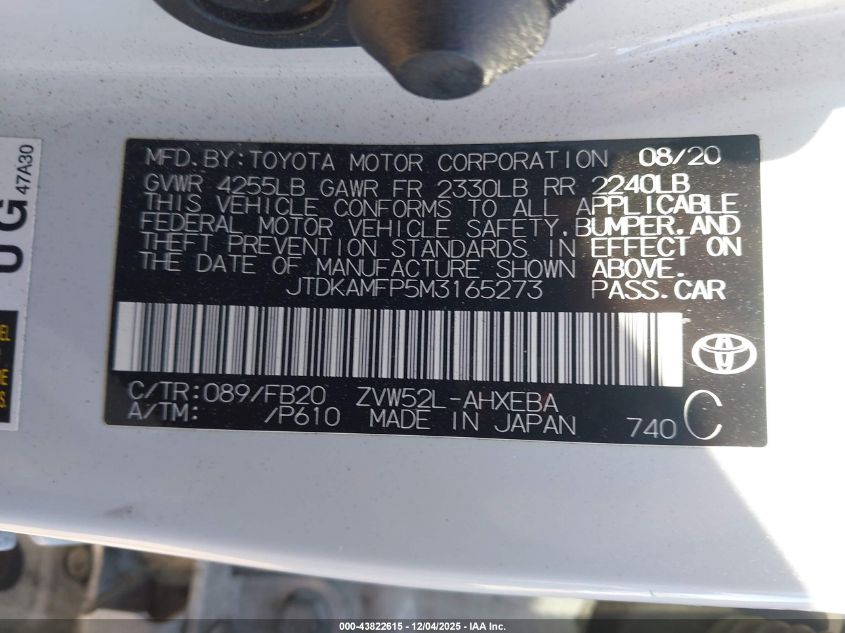 MFD.BY:TOYOTA MOTOR CORPORATION 08/20
GVWR 4255LB GAWR FR 2330LB RR 2240LB
THIS VEHICLE CONFORMS TO ALL APPLICABLE
FEDERAL MOTOR VEHICLE SAFETY,BUMPER,AND
THEFT PREVENTION STANDARDS IN EFFECT ON
THE DATE OF MANUFACTURE SHOWN ABOVE.
JTDKAMFP5M3165273 PASS.CAR
C/TR:089/FB20 ZVW52L-AHXEBA
A/TM: /P610 MADE IN JAPAN 740 C
47A30
UG
000-43822615 - 12/04/2025 - IAA Inc.